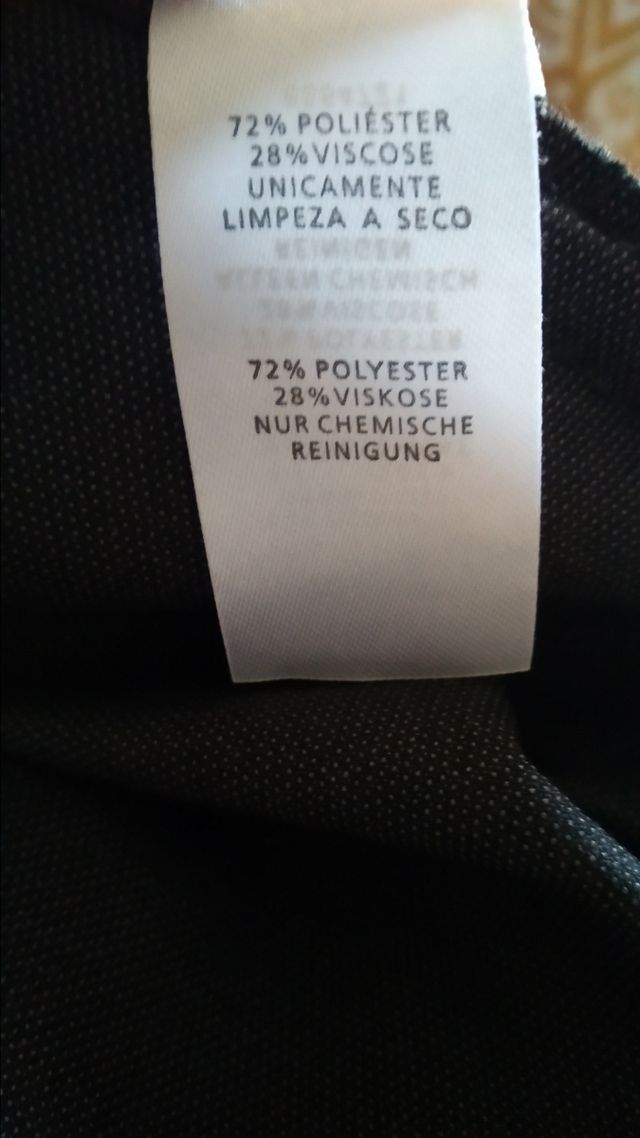 72% POLIÉSTER
28% VISCOSE
UNICAMENTE
LIMPEZA A SECO
72% POLYESTER
28% VISKOSE
NUR CHEMISCHE
REINIGUNG